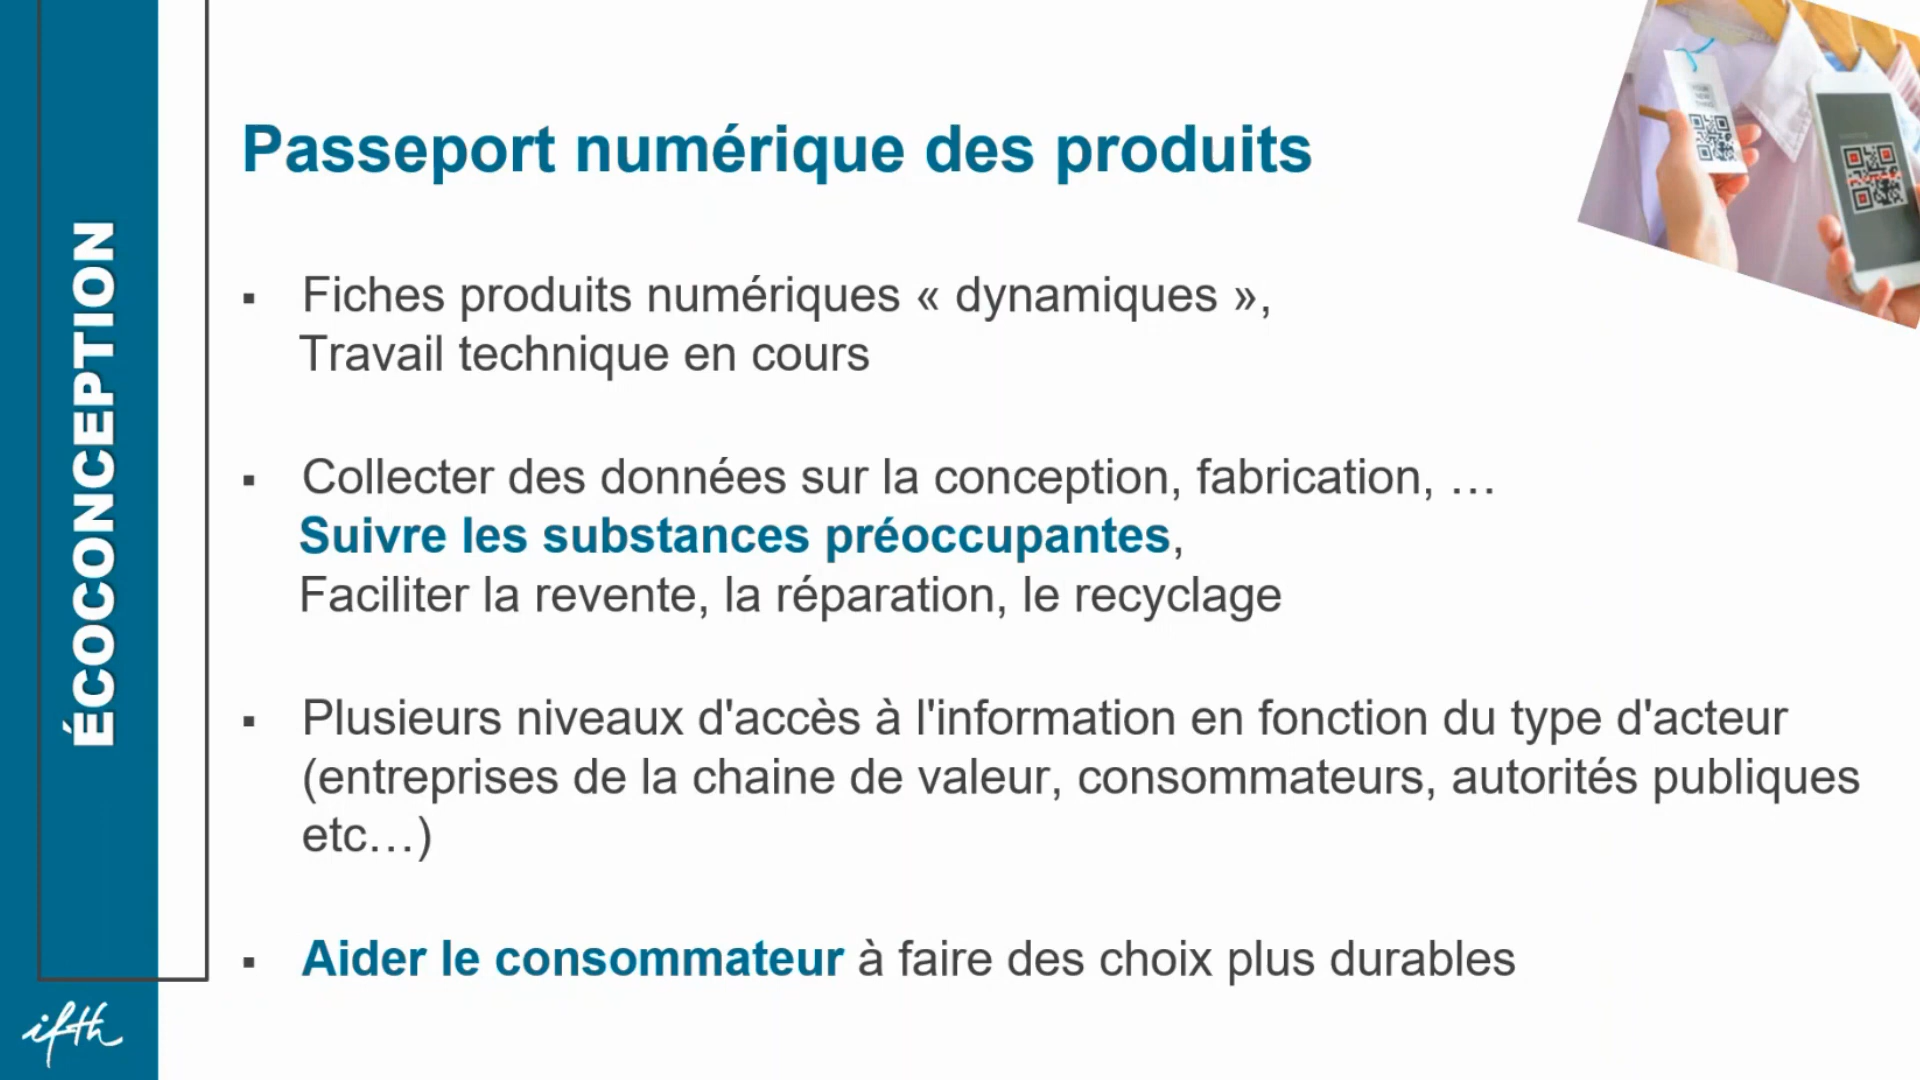 ÉCOCONCEPTION
Passeport numérique des produits
▪ Fiches produits numériques « dynamiques »,
Travail technique en cours
▪ Collecter des données sur la conception, fabrication, …
Suivre les substances préoccupantes,
Faciliter la revente, la réparation, le recyclage
▪ Plusieurs niveaux d'accès à l'information en fonction du type d'acteur
(entreprises de la chaine de valeur, consommateurs, autorités publiques
etc…)
▪ Aider le consommateur à faire des choix plus durables
ifth